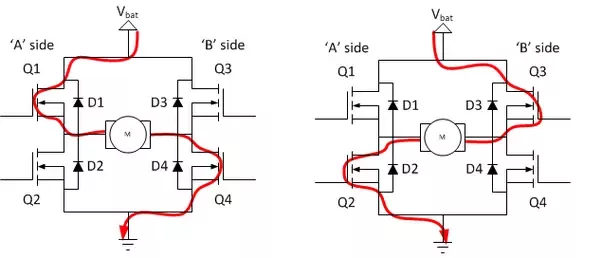 Vbat
'A' side
'B' side
Q1
Q3
D1
D3
M
D2
D4
Q2
Q4
Vbat
'A' side
'B' side
Q1
Q3
D1
D3
M
D2
D4
Q2
Q4